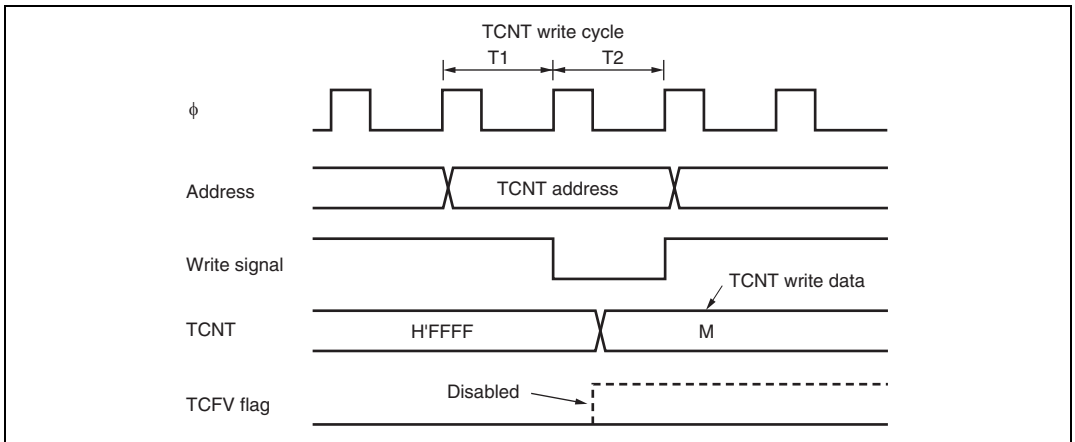 TCNT write cycle
T1 T2
ϕ
Address
TCNT address
Write signal
TCNT write data
TCNT
H'FFFF
M
Disabled
TCFV flag